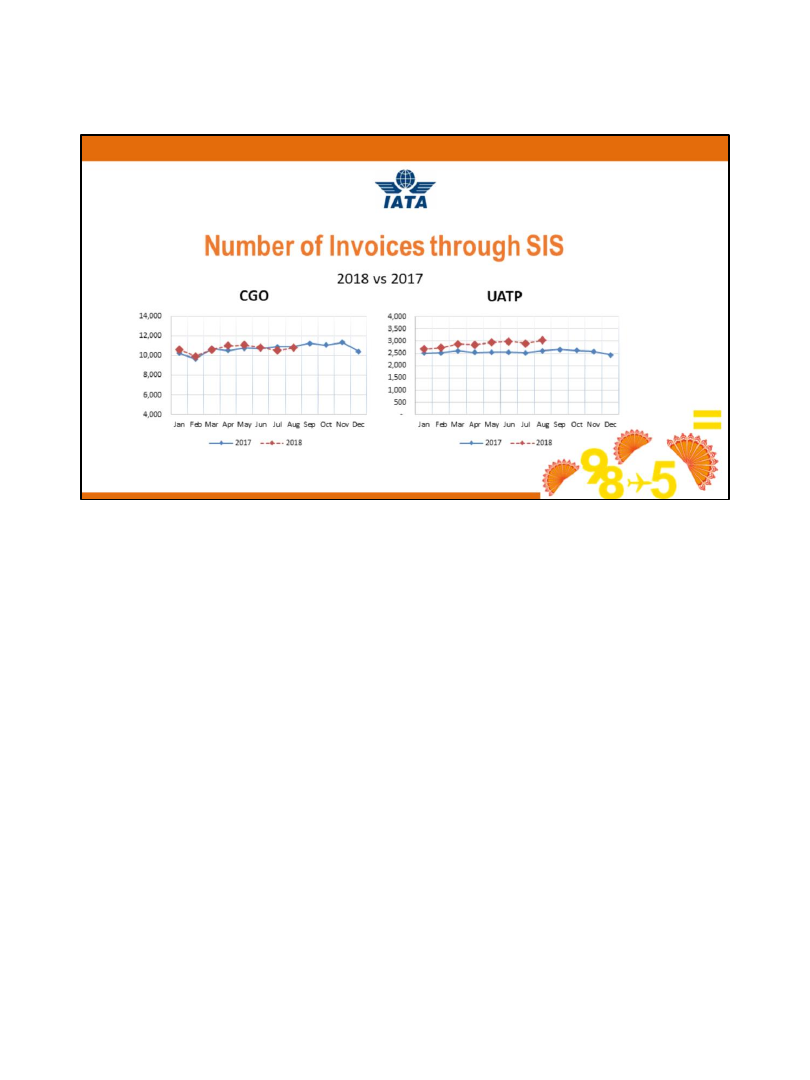 IATA
Number of Invoices through SIS
2018 vs 2017
CGO
14,000
12,000
10,000
8,000
6,000
4,000
Jan Feb Mar Apr May Jun Jul Aug Sep Oct Nov Dec
2017 2018
UATP
4,000
3,500
3,000
2,500
2,000
1,500
1,000
500
-
Jan Feb Mar Apr May Jun Jul Aug Sep Oct Nov Dec
2017 2018
=
98 5